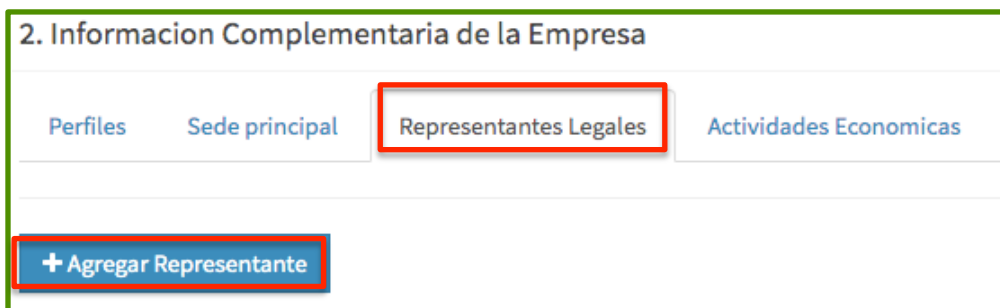 2. Informacion Complementaria de la Empresa
Perfiles Sede principal Representantes Legales Actividades Economicas
+ Agregar Representante